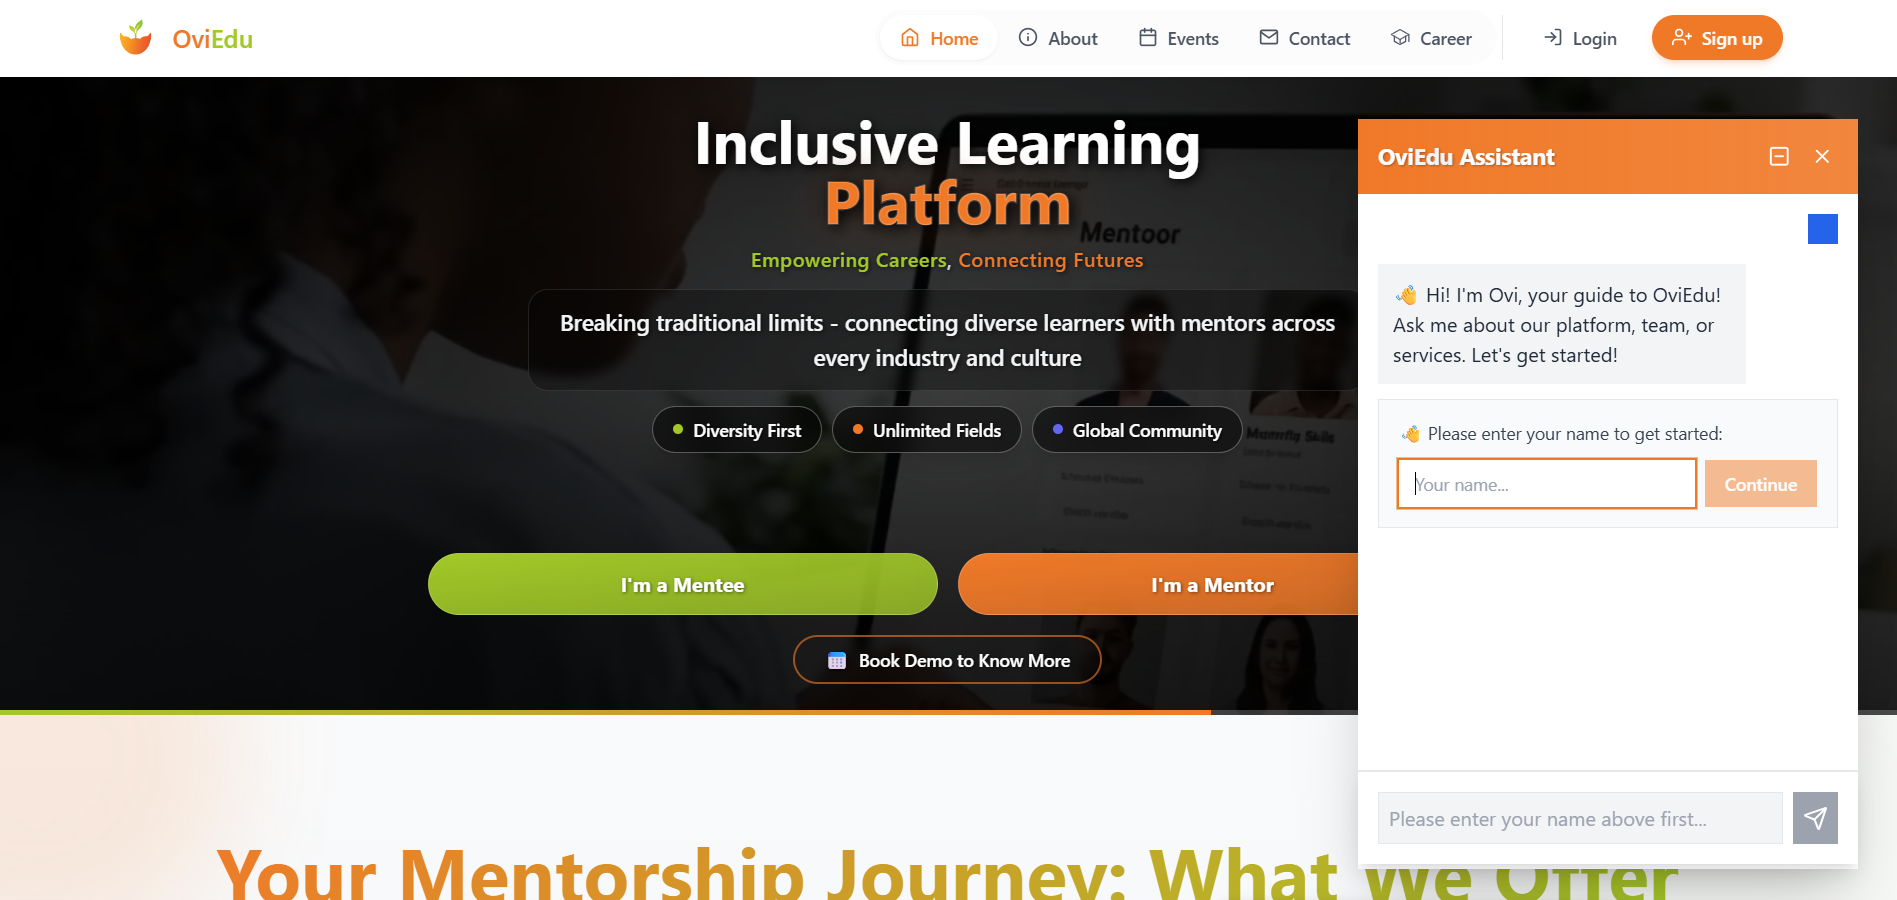 OviEdu
Home
About
Events
Contact
Career
Login
Sign up
Inclusive Learning
Platform
Mentoor
Empowering Careers, Connecting Futures
Breaking traditional limits - connecting diverse learners with mentors across
every industry and culture
Diversity First
Unlimited Fields
Global Community
I'm a Mentee
I'm a Mentor
Book Demo to Know More
Your Mentorship Journey: What We Offer
OviEdu Assistant
👋 Hi! I'm Ovi, your guide to OviEdu!
Ask me about our platform, team, or
services. Let's get started!
👋 Please enter your name to get started:
Your name...
Continue
Please enter your name above first...